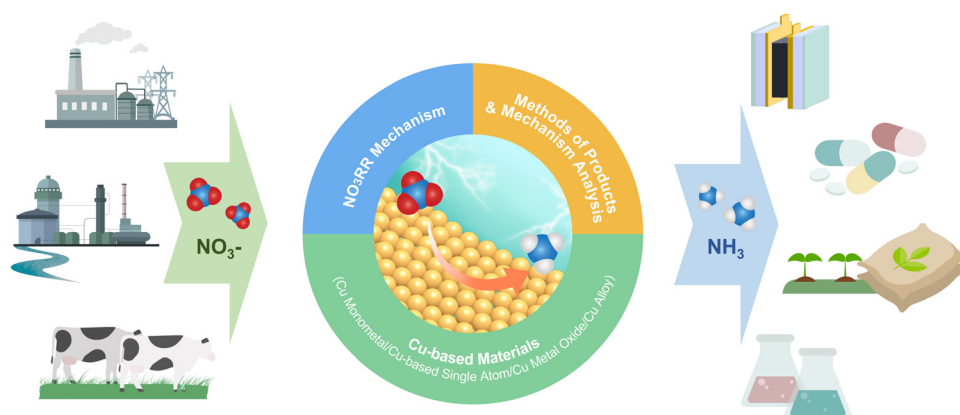 NO₃RR Mechanism
Methods of Products
& Mechanism Analysis
NO₃-
NH₃
Cu-based Materials
(Cu Monometal/Cu-based Single Atom/Cu Metal Oxide/Cu Alloy)